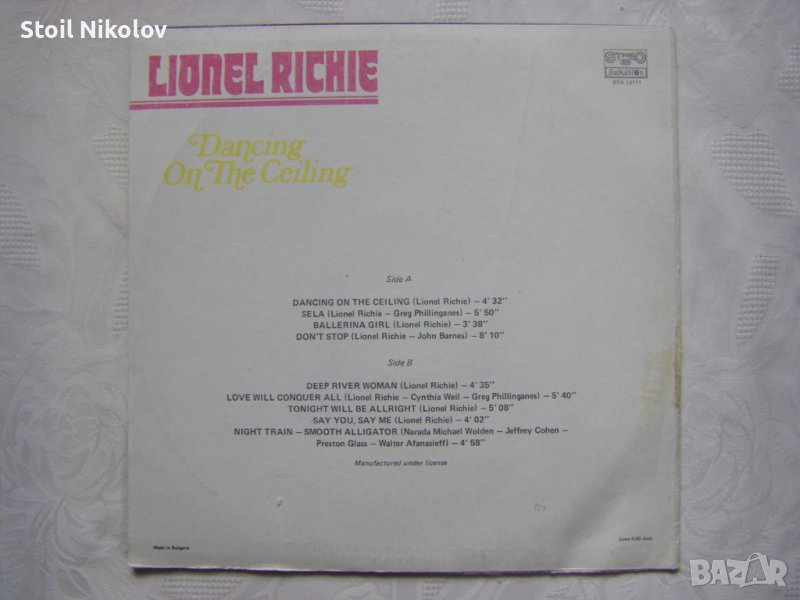 Stoil Nikolov
LIONEL RICHIE
STEREO
Balkanton
BTA 12111
Dancing
On The Ceiling
Side A
DANCING ON THE CEILING (Lionel Richie) – 4' 32"
SELA (Lionel Richie – Greg Phillinganes) – 5' 50"
BALLERINA GIRL (Lionel Richie) – 3' 38"
DON'T STOP (Lionel Richie – John Barnes) – 8' 10"
Side B
DEEP RIVER WOMAN (Lionel Richie) – 4' 35"
LOVE WILL CONQUER ALL (Lionel Richie – Cynthia Weil – Greg Phillinganes) – 5' 40"
TONIGHT WILL BE ALLRIGHT (Lionel Richie) – 5' 08"
SAY YOU, SAY ME (Lionel Richie) – 4' 02"
NIGHT TRAIN – SMOOTH ALLIGATOR (Narada Michael Wolden – Jeffrey Cohen –
Preston Glass – Walter Afanasieff) – 4' 58"
Manufactured under license
Made in Bulgaria
BAZAR